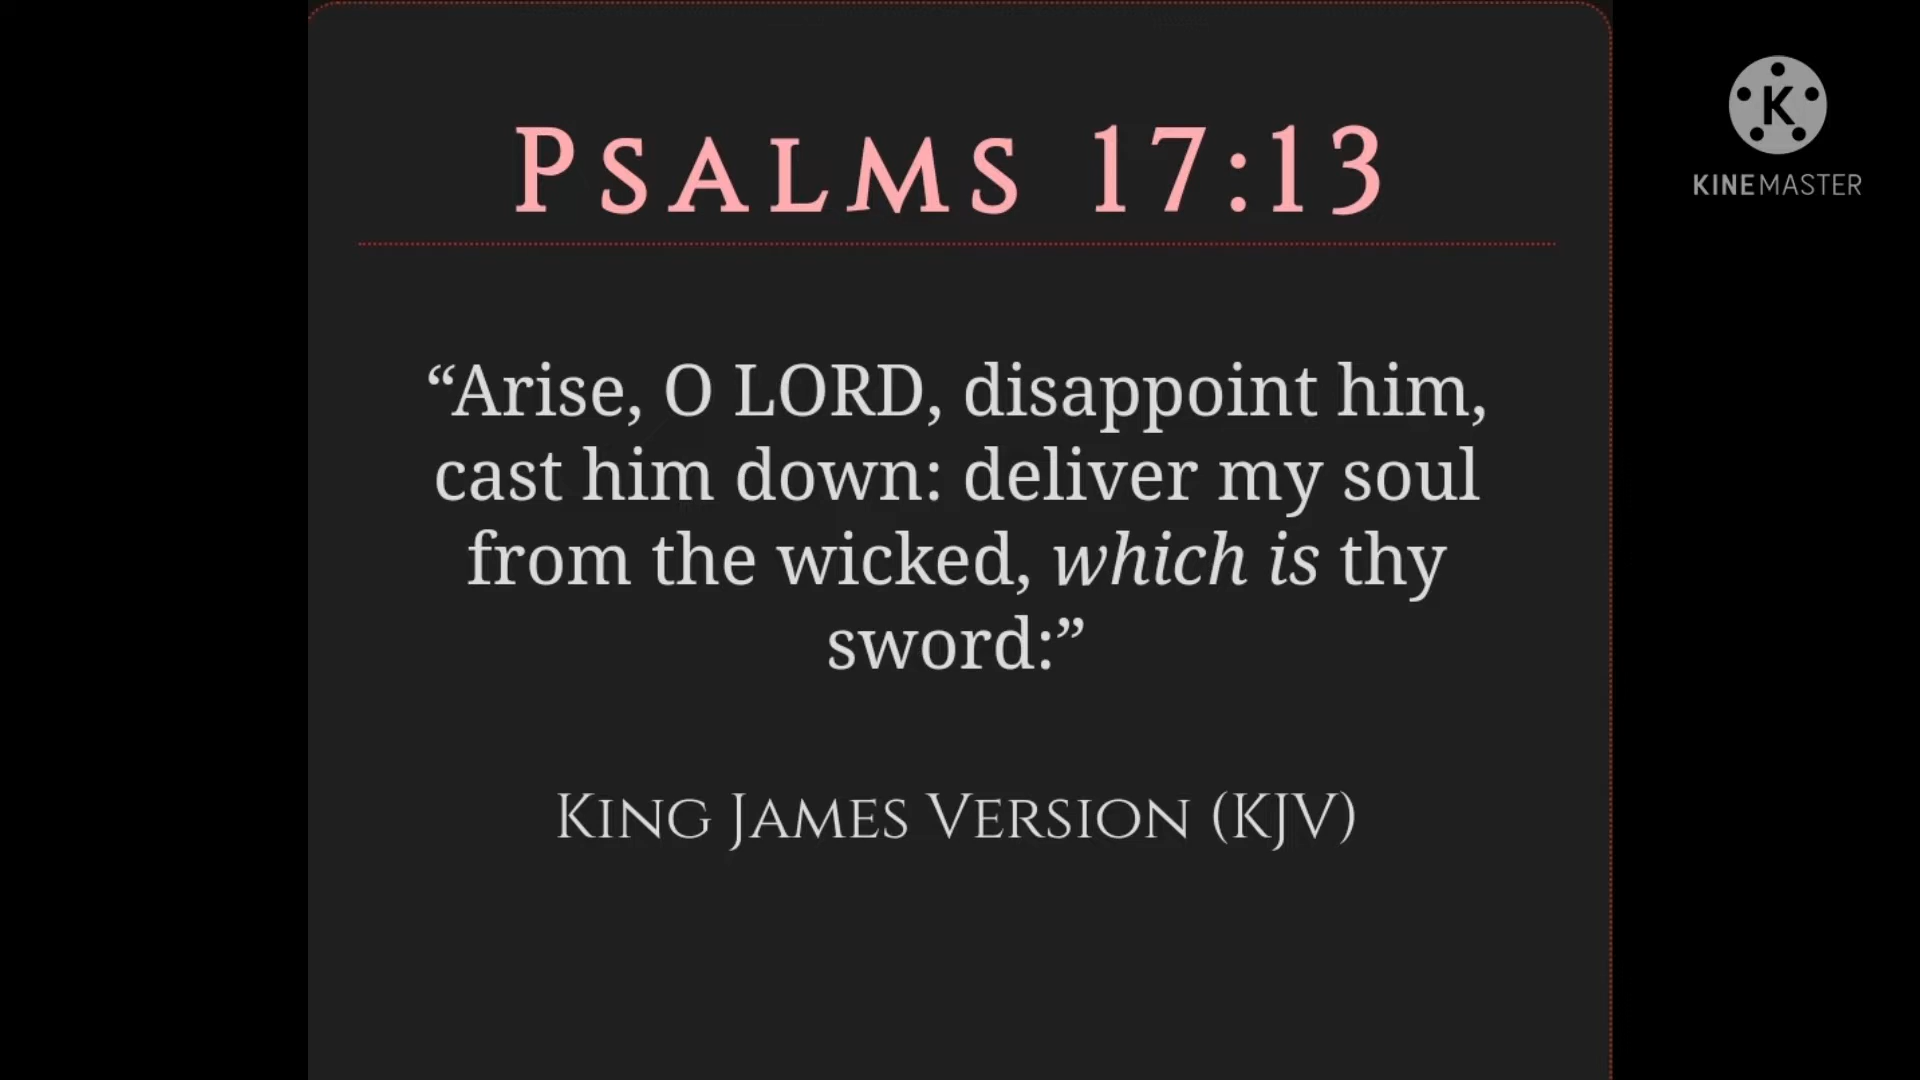 Psalms 17:13
“Arise, O LORD, disappoint him,
cast him down: deliver my soul
from the wicked, which is thy
sword:”
King James Version (KJV)
K
KINEMASTER